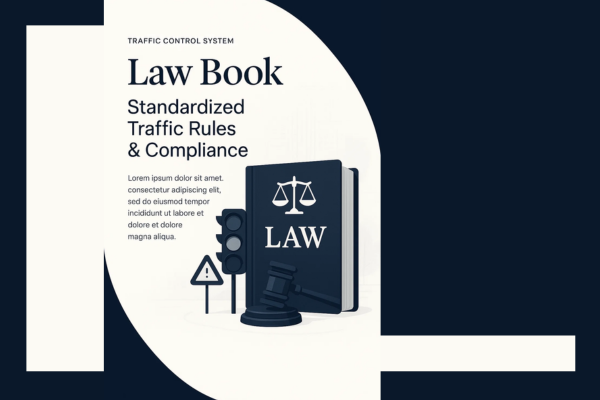 TRAFFIC CONTROL SYSTEM
Law Book
Standardized
Traffic Rules
& Compliance
Lorem ipsum dolor sit amet.
consectetur adipiscing elit,
sed do eiusmod tempor
incididunt ut labore et
dolore et dolore
magna aliqua.
LAW
!